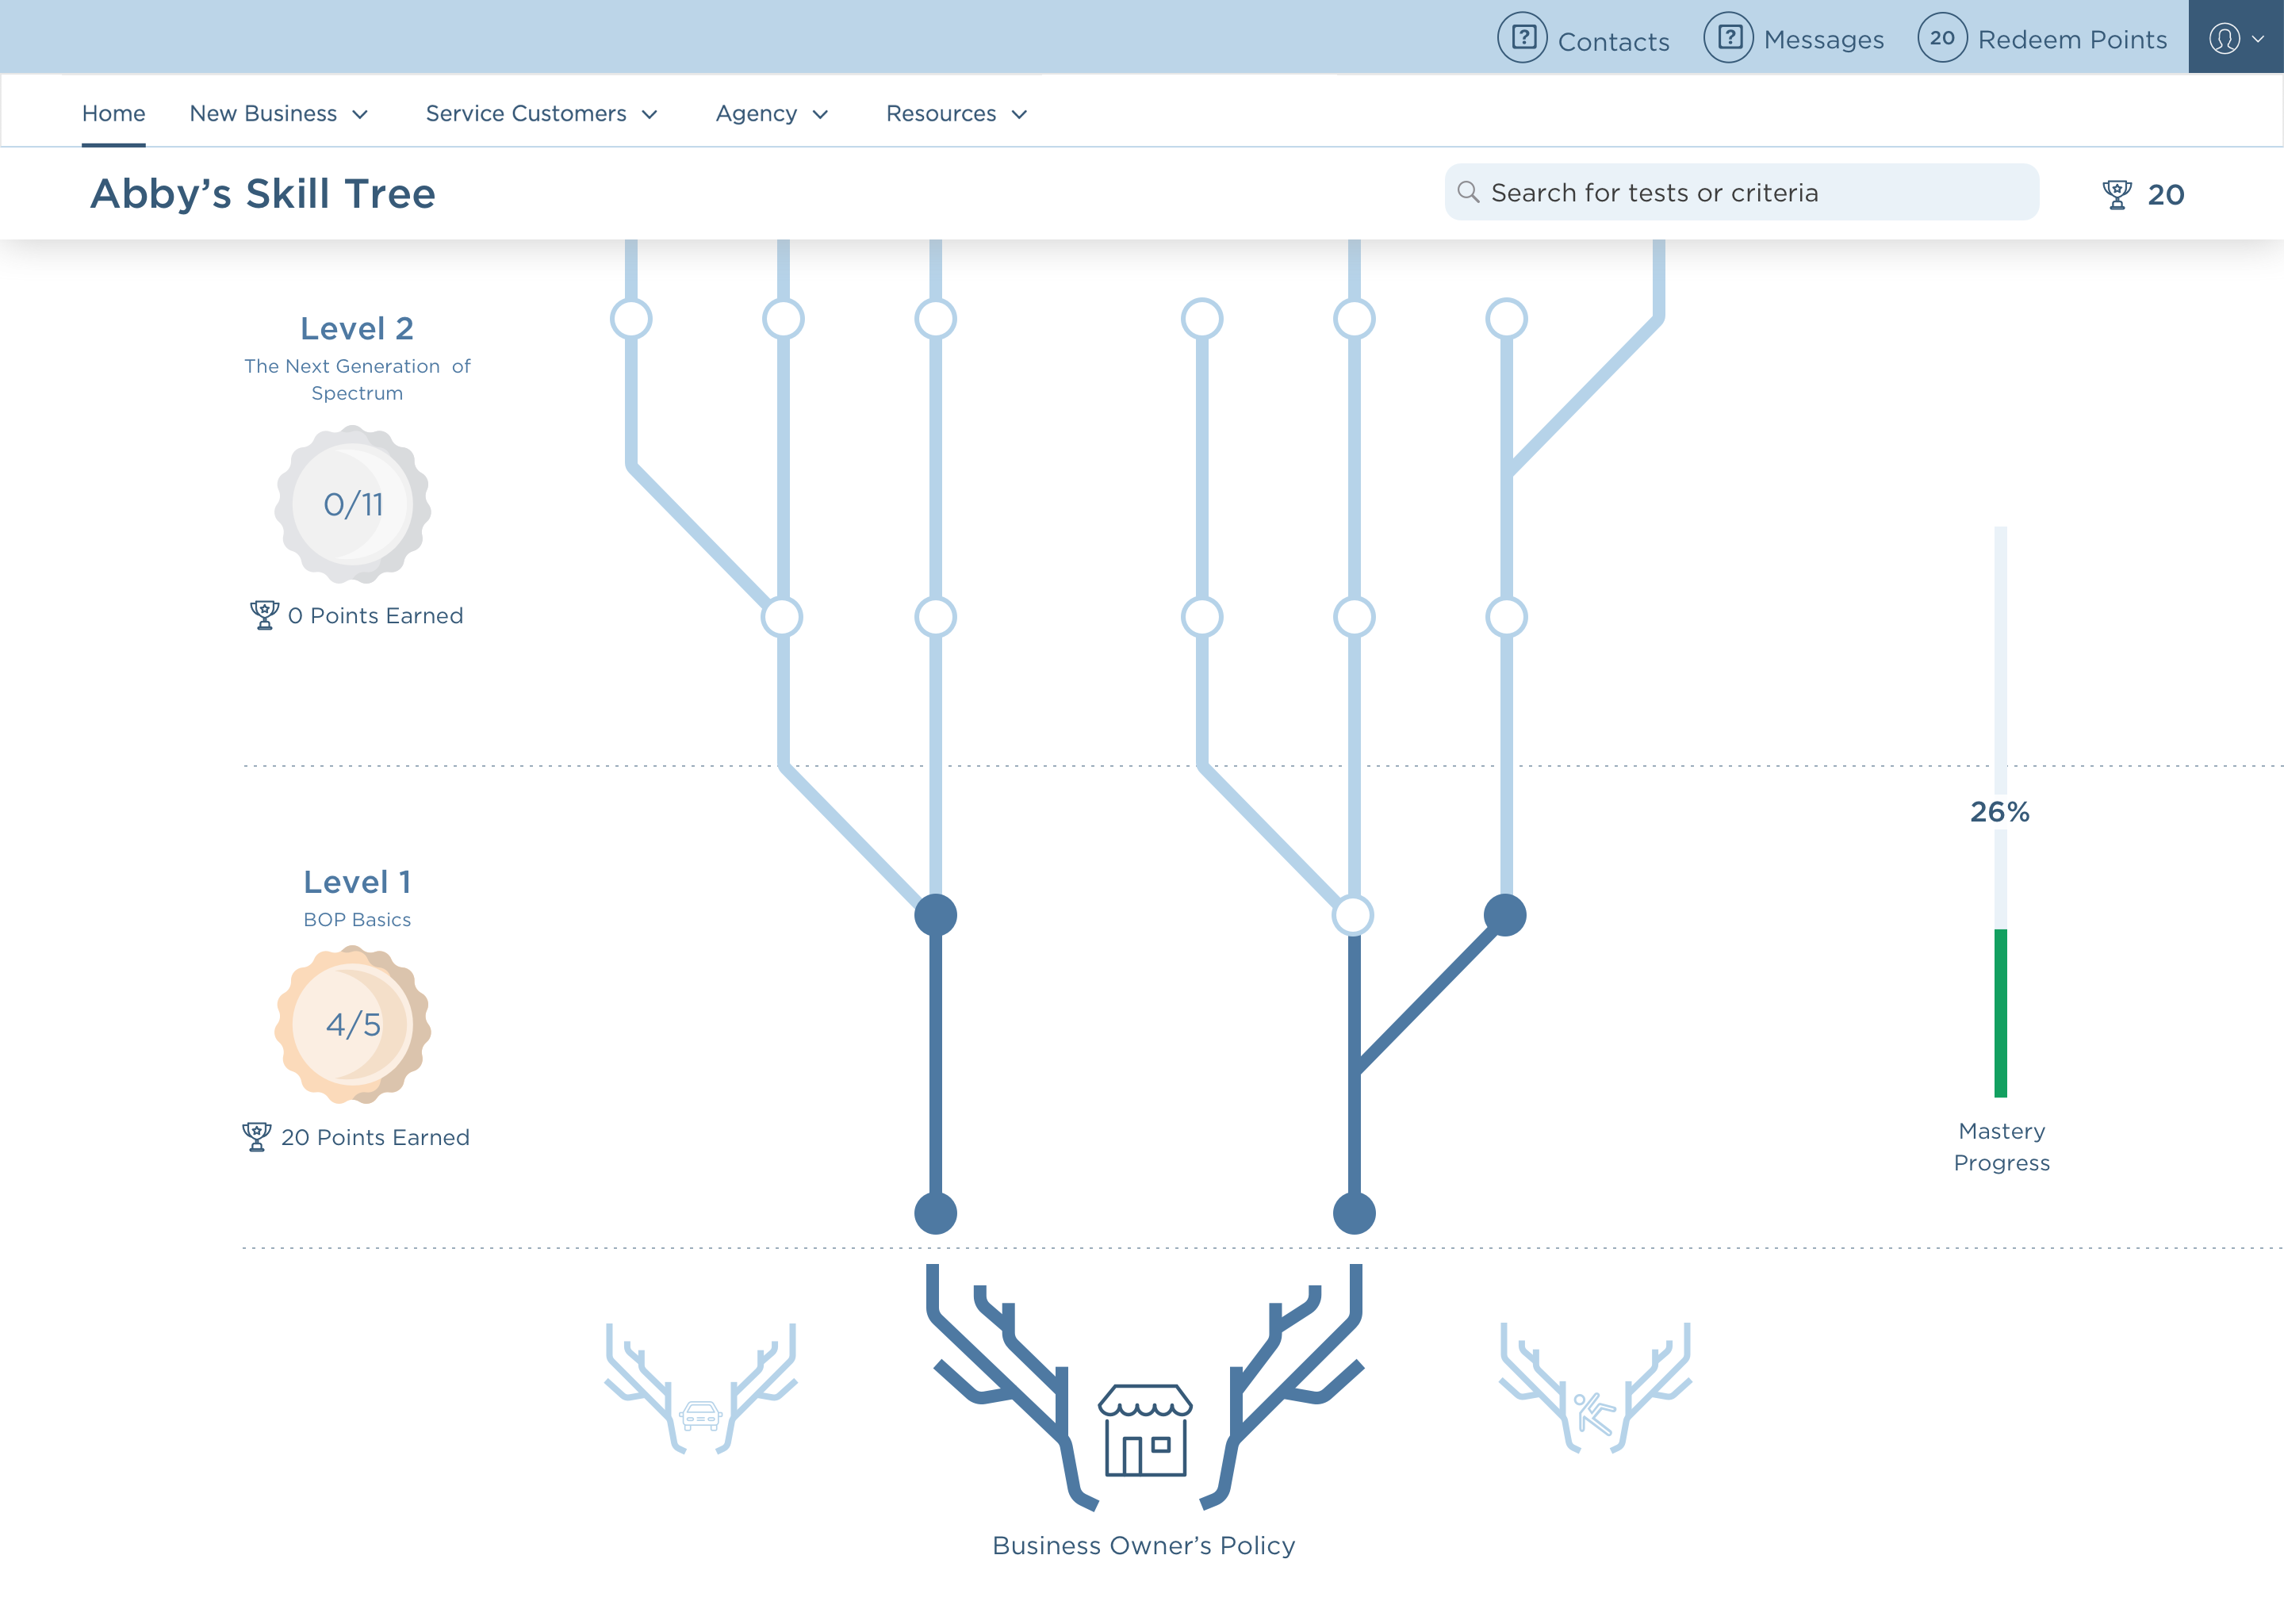 ? Contacts ? Messages 20 Redeem Points
Home New Business Service Customers Agency Resources
Abby’s Skill Tree Search for tests or criteria 20
Level 2
The Next Generation of
Spectrum
0/11
0 Points Earned
26%
Level 1
BOP Basics
4/5
20 Points Earned
Mastery
Progress
Business Owner’s Policy